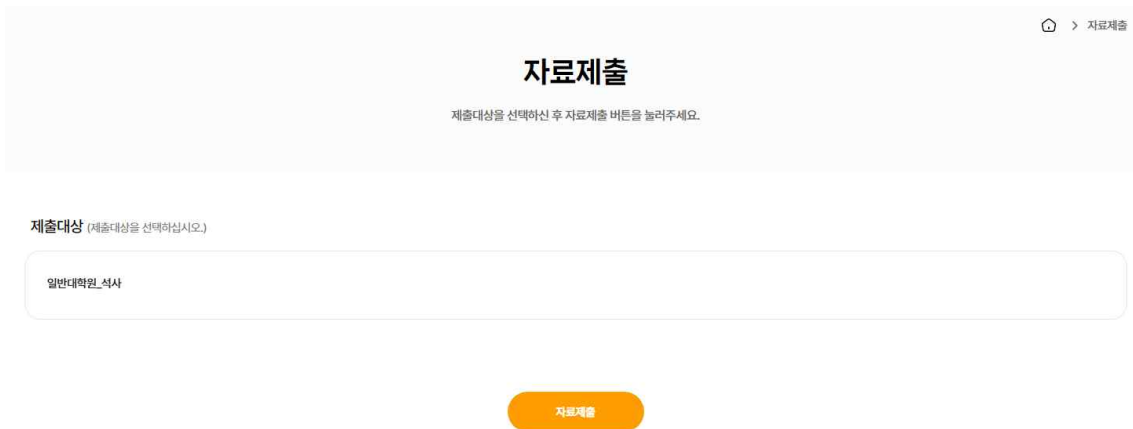 > 자료제출
자료제출
제출대상을 선택하신 후 자료제출 버튼을 눌러주세요.
제출대상 (제출대상을 선택하십시오.)
일반대학원_석사
자료제출